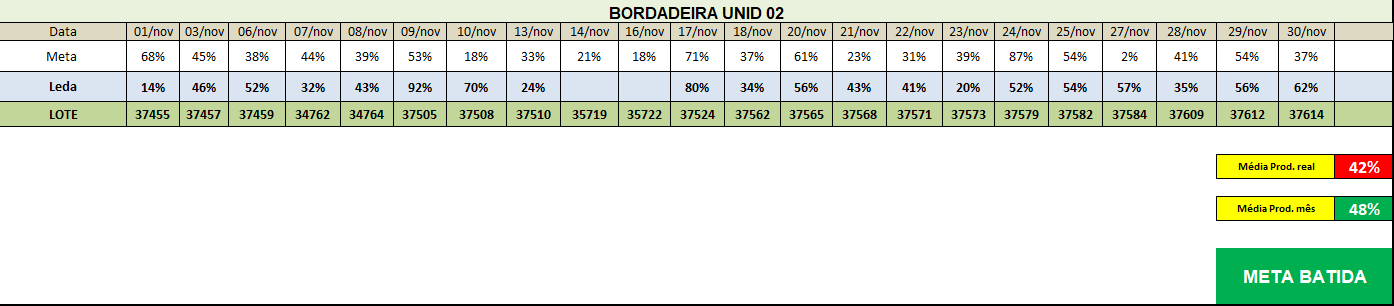 BORDADEIRA UNID 02
Data 01/nov 03/nov 06/nov 07/nov 08/nov 09/nov 10/nov 13/nov 14/nov 16/nov 17/nov 18/nov 20/nov 21/nov 22/nov 23/nov 24/nov 25/nov 27/nov 28/nov 29/nov 30/nov
Meta 68% 45% 38% 44% 39% 53% 18% 33% 21% 18% 71% 37% 61% 23% 31% 39% 87% 54% 2% 41% 54% 37%
Leda 14% 46% 52% 32% 43% 92% 70% 24% 80% 34% 56% 43% 41% 20% 52% 54% 57% 35% 56% 62%
LOTE 37455 37457 37459 34762 34764 37505 37508 37510 35719 35722 37524 37562 37565 37568 37571 37573 37579 37582 37584 37609 37612 37614
Média Prod. real 42%
Média Prod. mês 48%
META BATIDA